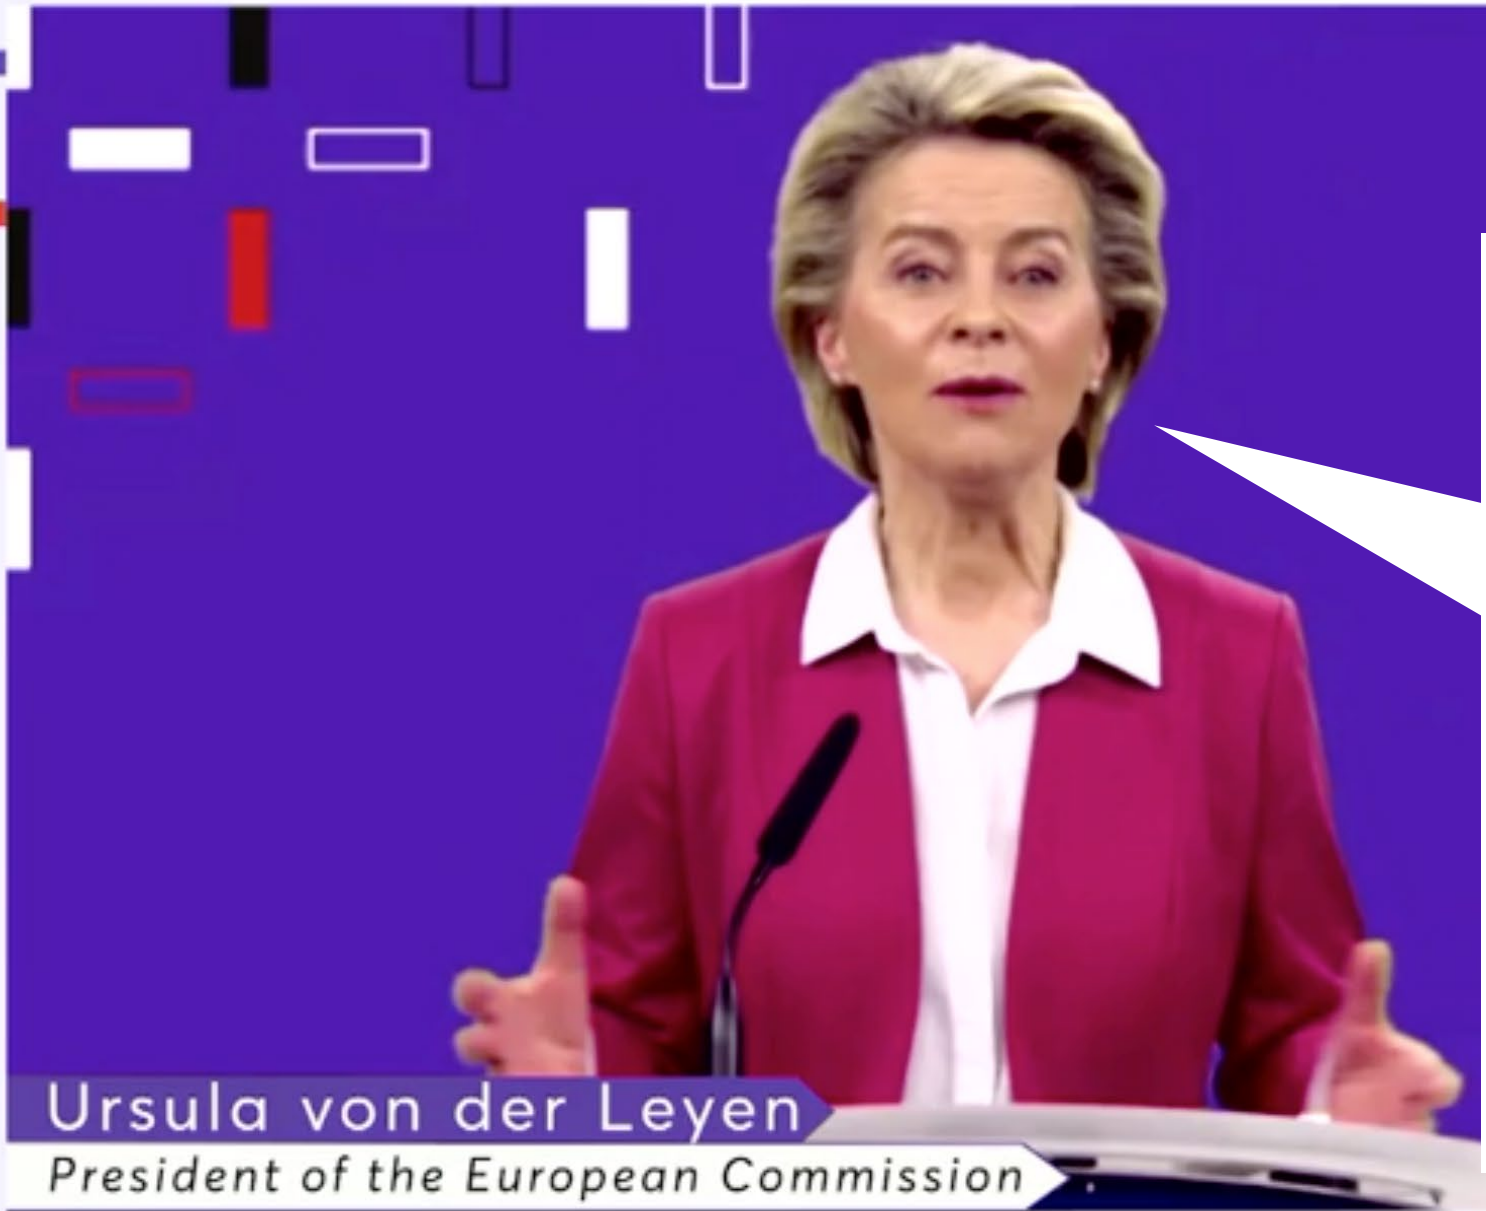 Ursula von der Leyen
President of the European Commission